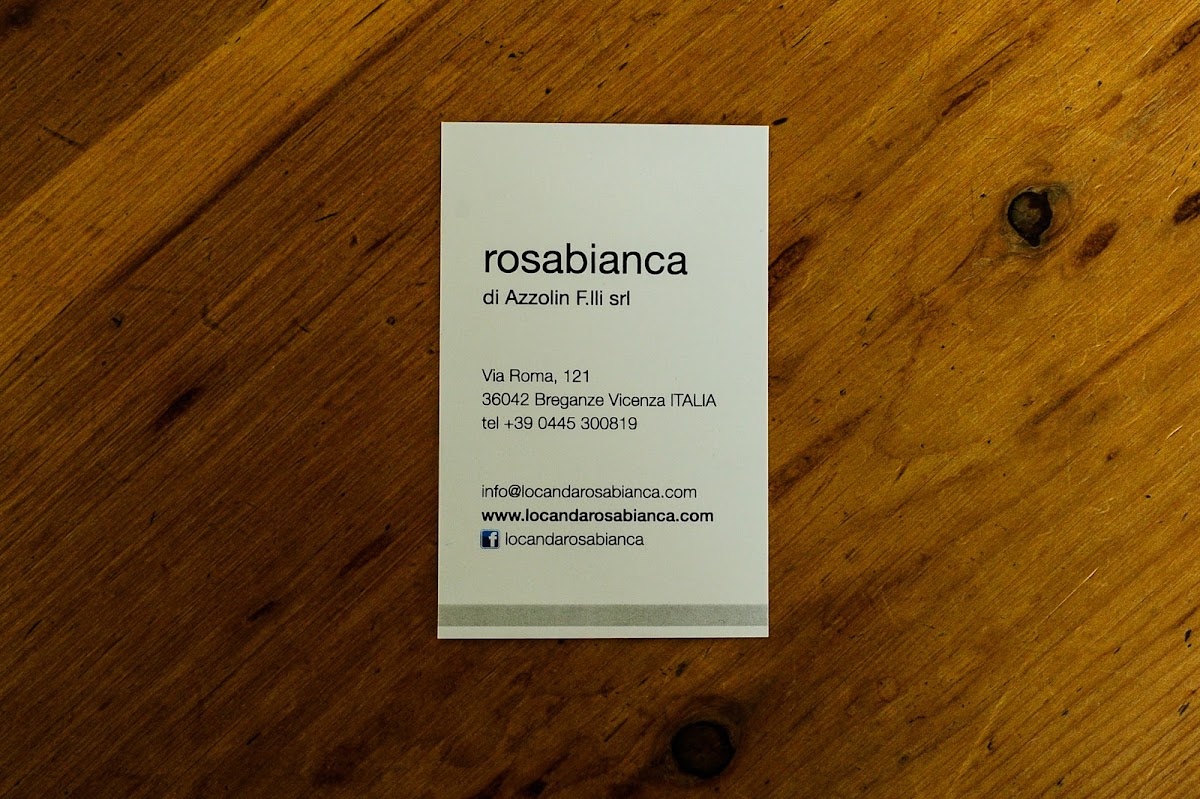 rosabianca
di Azzolin F.lli srl
Via Roma, 121
36042 Breganze Vicenza ITALIA
tel +39 0445 300819
info@locandarosabianca.com
www.locandarosabianca.com
f locandarosabianca